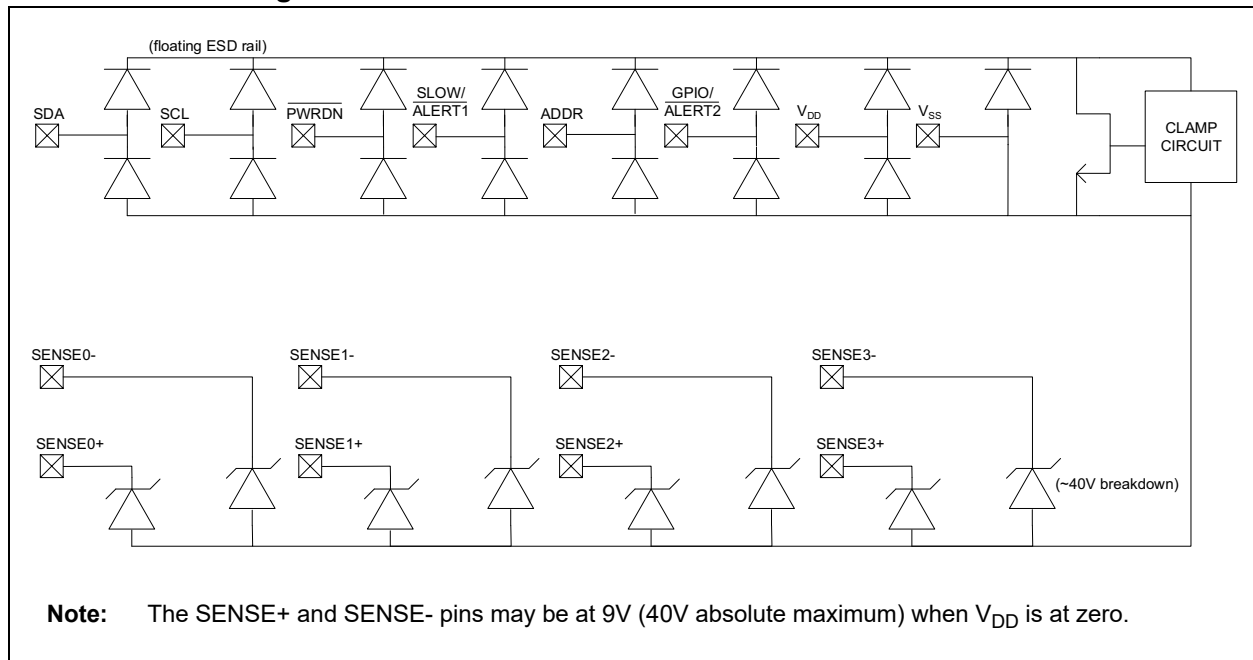 (floating ESD rail)
SDA
SCL
PWRDN
SLOW/
ALERT1
ADDR
GPIO/
ALERT2
VDD
VSS
CLAMP
CIRCUIT
SENSE0-
SENSE1-
SENSE2-
SENSE3-
SENSE0+
SENSE1+
SENSE2+
SENSE3+
(~40V breakdown)
Note: The SENSE+ and SENSE- pins may be at 9V (40V absolute maximum) when VDD is at zero.